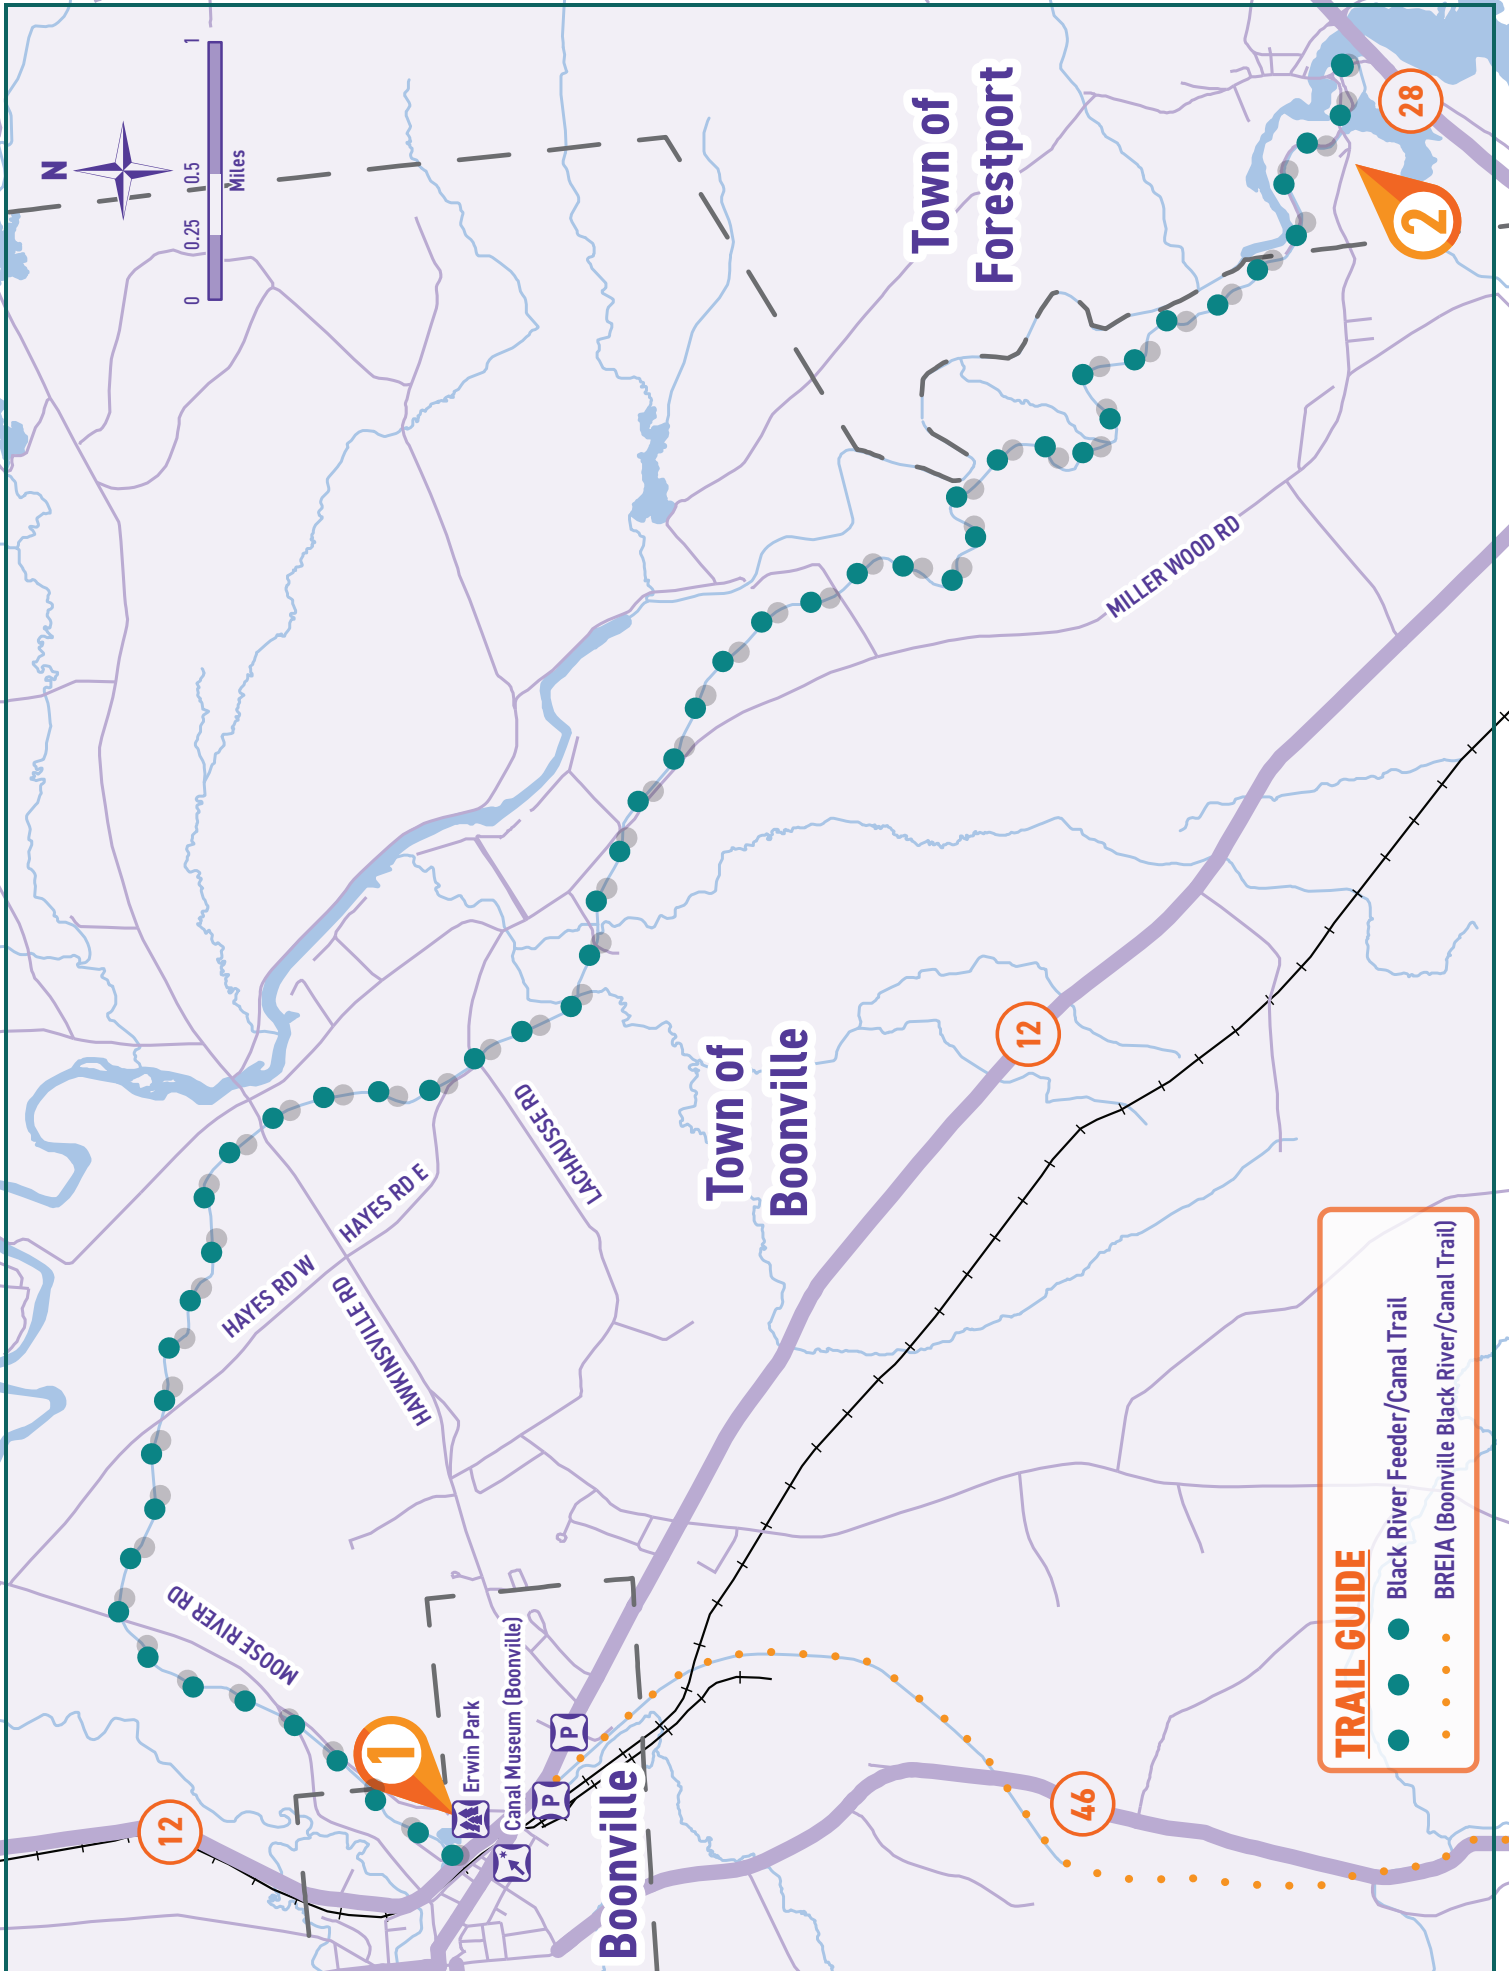 N
0
0.25
0.5
1
Miles
Town of
Forestport
28
2
MILLER WOOD RD
12
Town of
Boonville
LACHAUSSE RD
HAYES RD E
HAYES RD W
HAWKINSVILLE RD
MOOSE RIVER RD
1
Erwin Park
Canal Museum (Boonville)
P
P
12
Boonville
46
TRAIL GUIDE
Black River Feeder/Canal Trail
BREIA (Boonville Black River/Canal Trail)